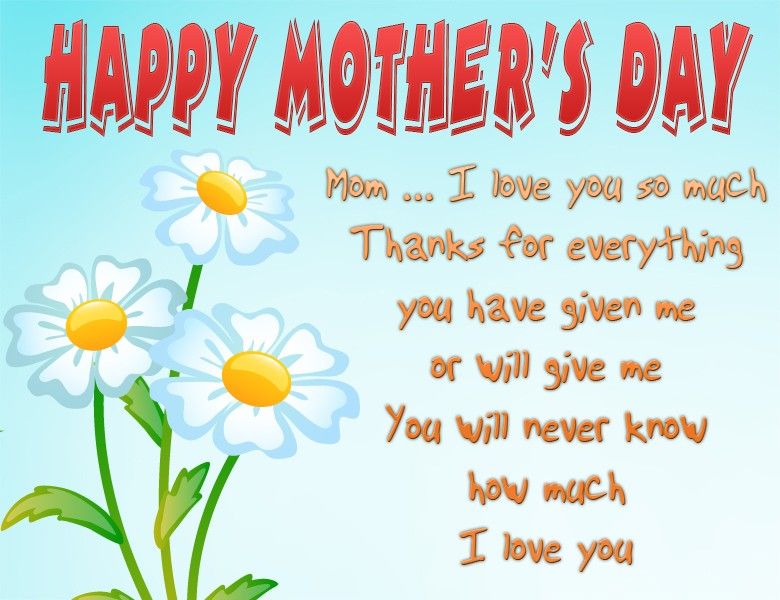 HAPPY MOTHER'S DAY
Mom ... I love you so much
Thanks for everything
you have given me
or will give me
You will never know
how much
I love you